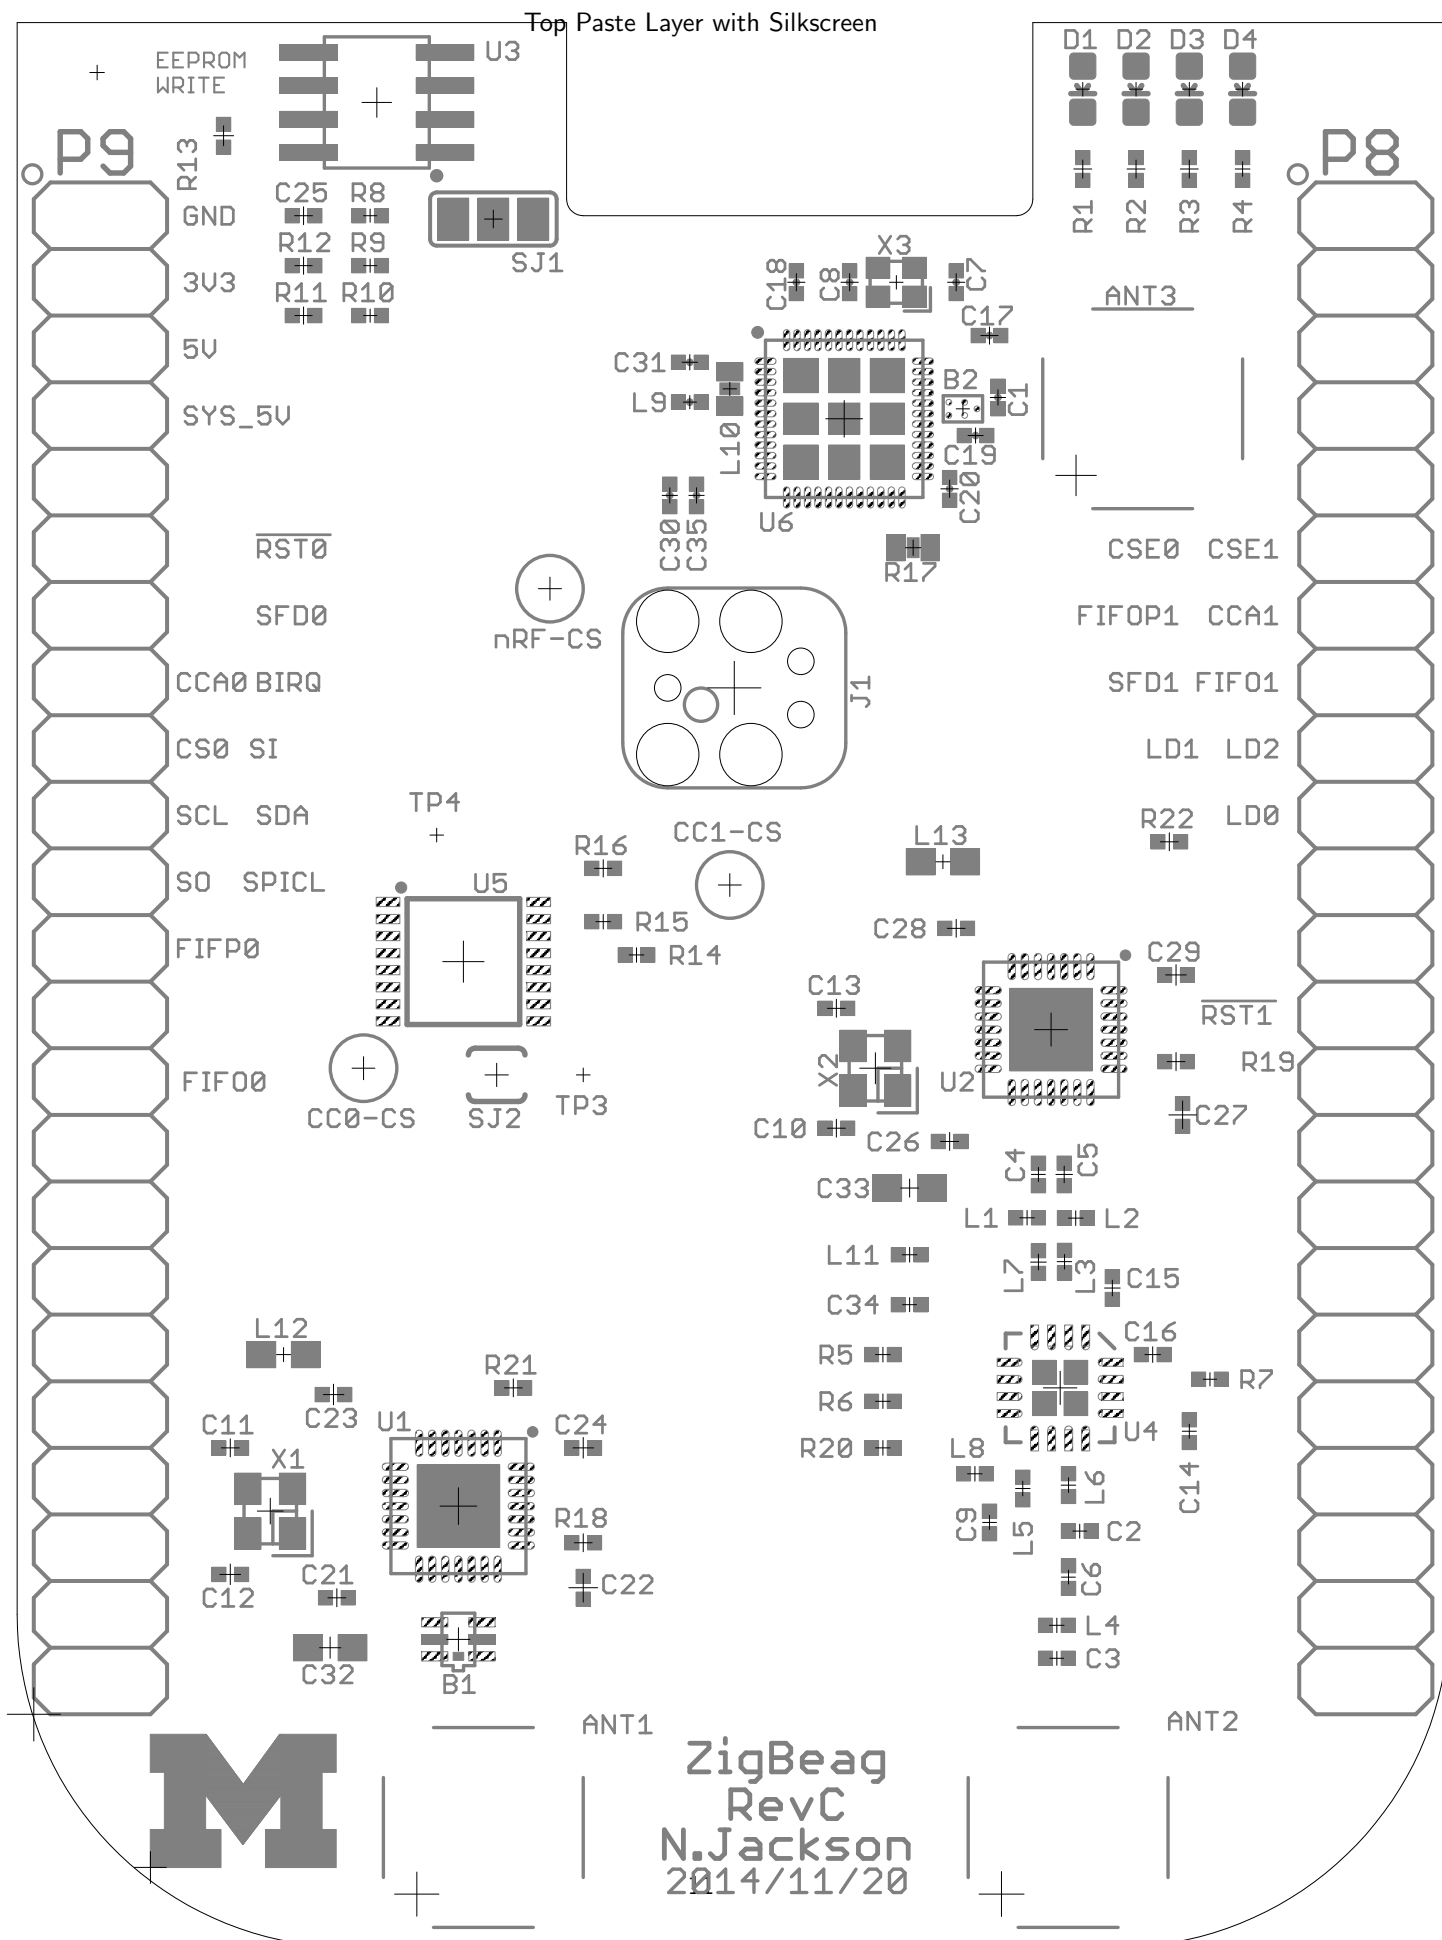 Top Paste Layer with Silkscreen
EEPROM
WRITE
U3
D1 D2 D3 D4
P9
R13
P8
C25 R8
GND
R1 R2 R3 R4
R12 R9
SJ1
X3
3V3
R11 R10
C18 C8 C7
ANT3
C17
5V
C31
B2
L9
C1
SYS_5V
L10
C19
C20
U6
C30 C35
RST0
CSE0 CSE1
R17
SFD0
nRF-CS
FIFOP1 CCA1
CCA0 BIRQ
J1
SFD1 FIFO1
CS0 SI
LD1 LD2
TP4
SCL SDA
CC1-CS
R22
LD0
R16
L13
SO SPICL
U5
R15
C28
FIFP0
R14
C29
C13
RST1
X2
R19
FIFO0
U2
TP3
CC0-CS
SJ2
C10
C26
C27
C4 C5
C33
L1 L2
L11
L7 L3
C15
C34
L12
R5
C16
R21
R6
R7
C23
U1
C11
C24
R20
U4
X1
L8
L6
C14
R18
C9
L5
C2
C12
C21
C22
C6
L4
C3
C32
B1
ANT1
ANT2
M
ZigBeag
RevC
N.Jackson
2014/11/20